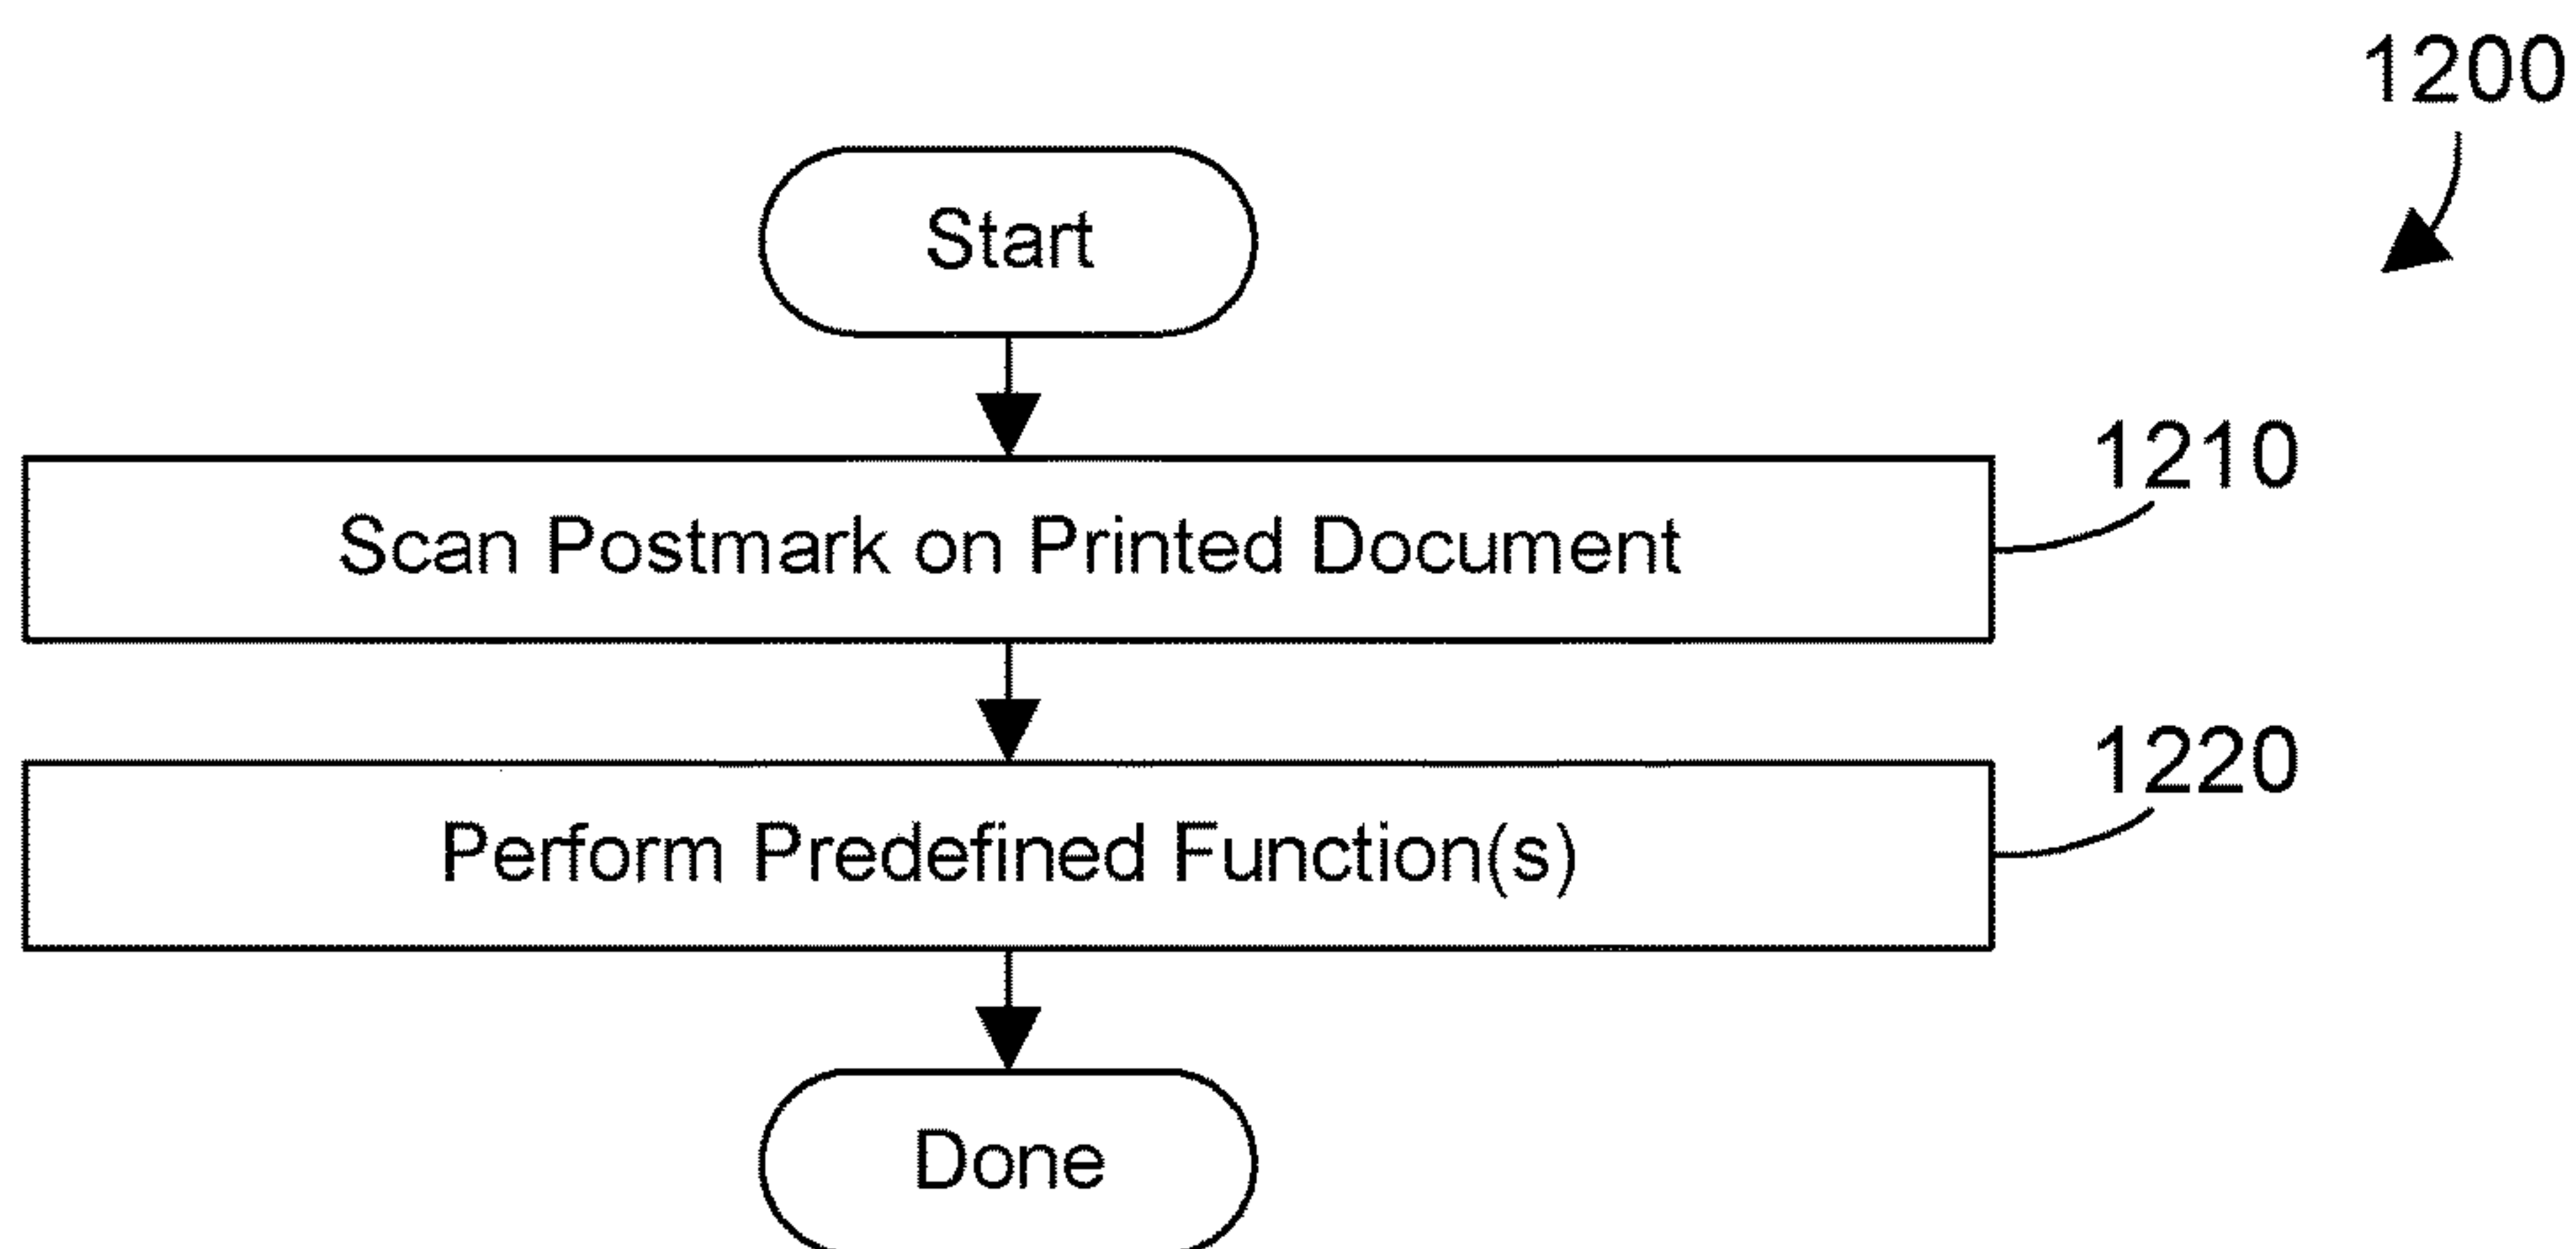 1200
Start
Scan Postmark on Printed Document
1210
Perform Predefined Function(s)
1220
Done